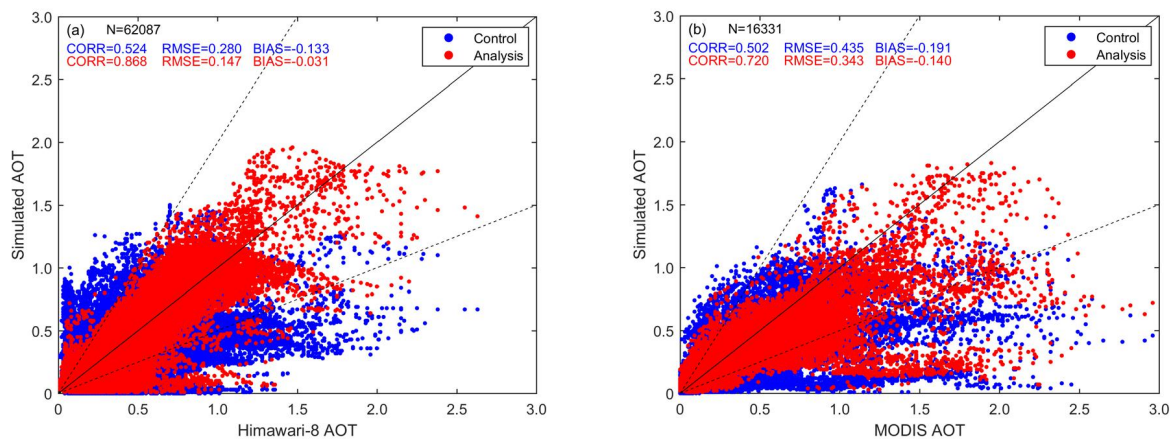 (a) N=62087
CORR=0.524 RMSE=0.280 BIAS=-0.133
CORR=0.868 RMSE=0.147 BIAS=-0.031
Control
Analysis
3.0
2.5
2.0
1.5
1.0
0.5
0
Simulated AOT
0 0.5 1.0 1.5 2.0 2.5 3.0
Himawari-8 AOT
(b) N=16331
CORR=0.502 RMSE=0.435 BIAS=-0.191
CORR=0.720 RMSE=0.343 BIAS=-0.140
Control
Analysis
3.0
2.5
2.0
1.5
1.0
0.5
0
Simulated AOT
0 0.5 1.0 1.5 2.0 2.5 3.0
MODIS AOT